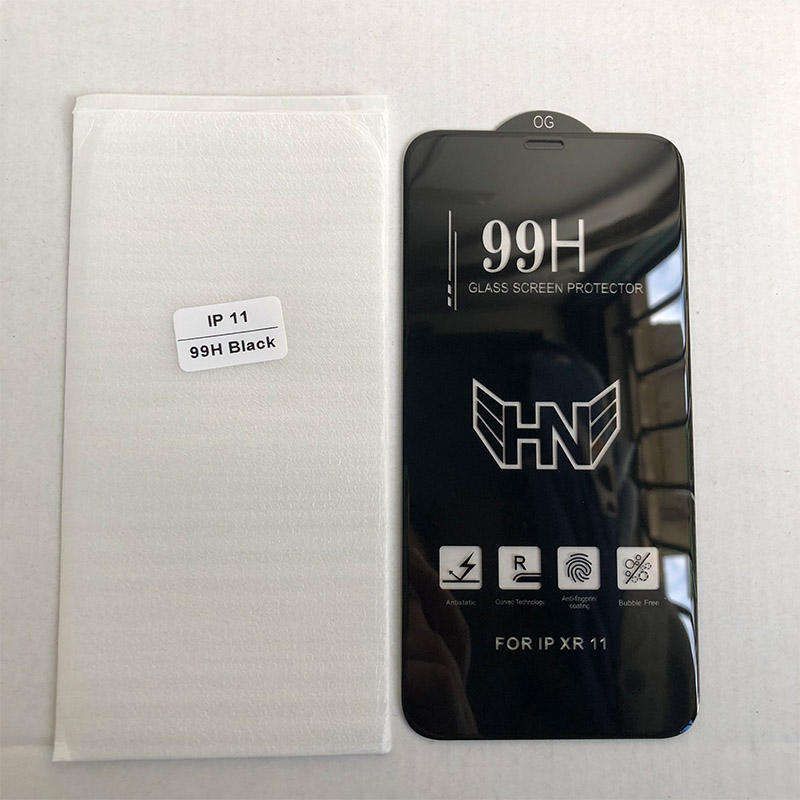 IP 11
99H Black
OG
99H
GLASS SCREEN PROTECTOR
HN
R
Antistatic
Curved Technology
Anti-fingprint
coating
Bubble Free
FOR IP XR 11